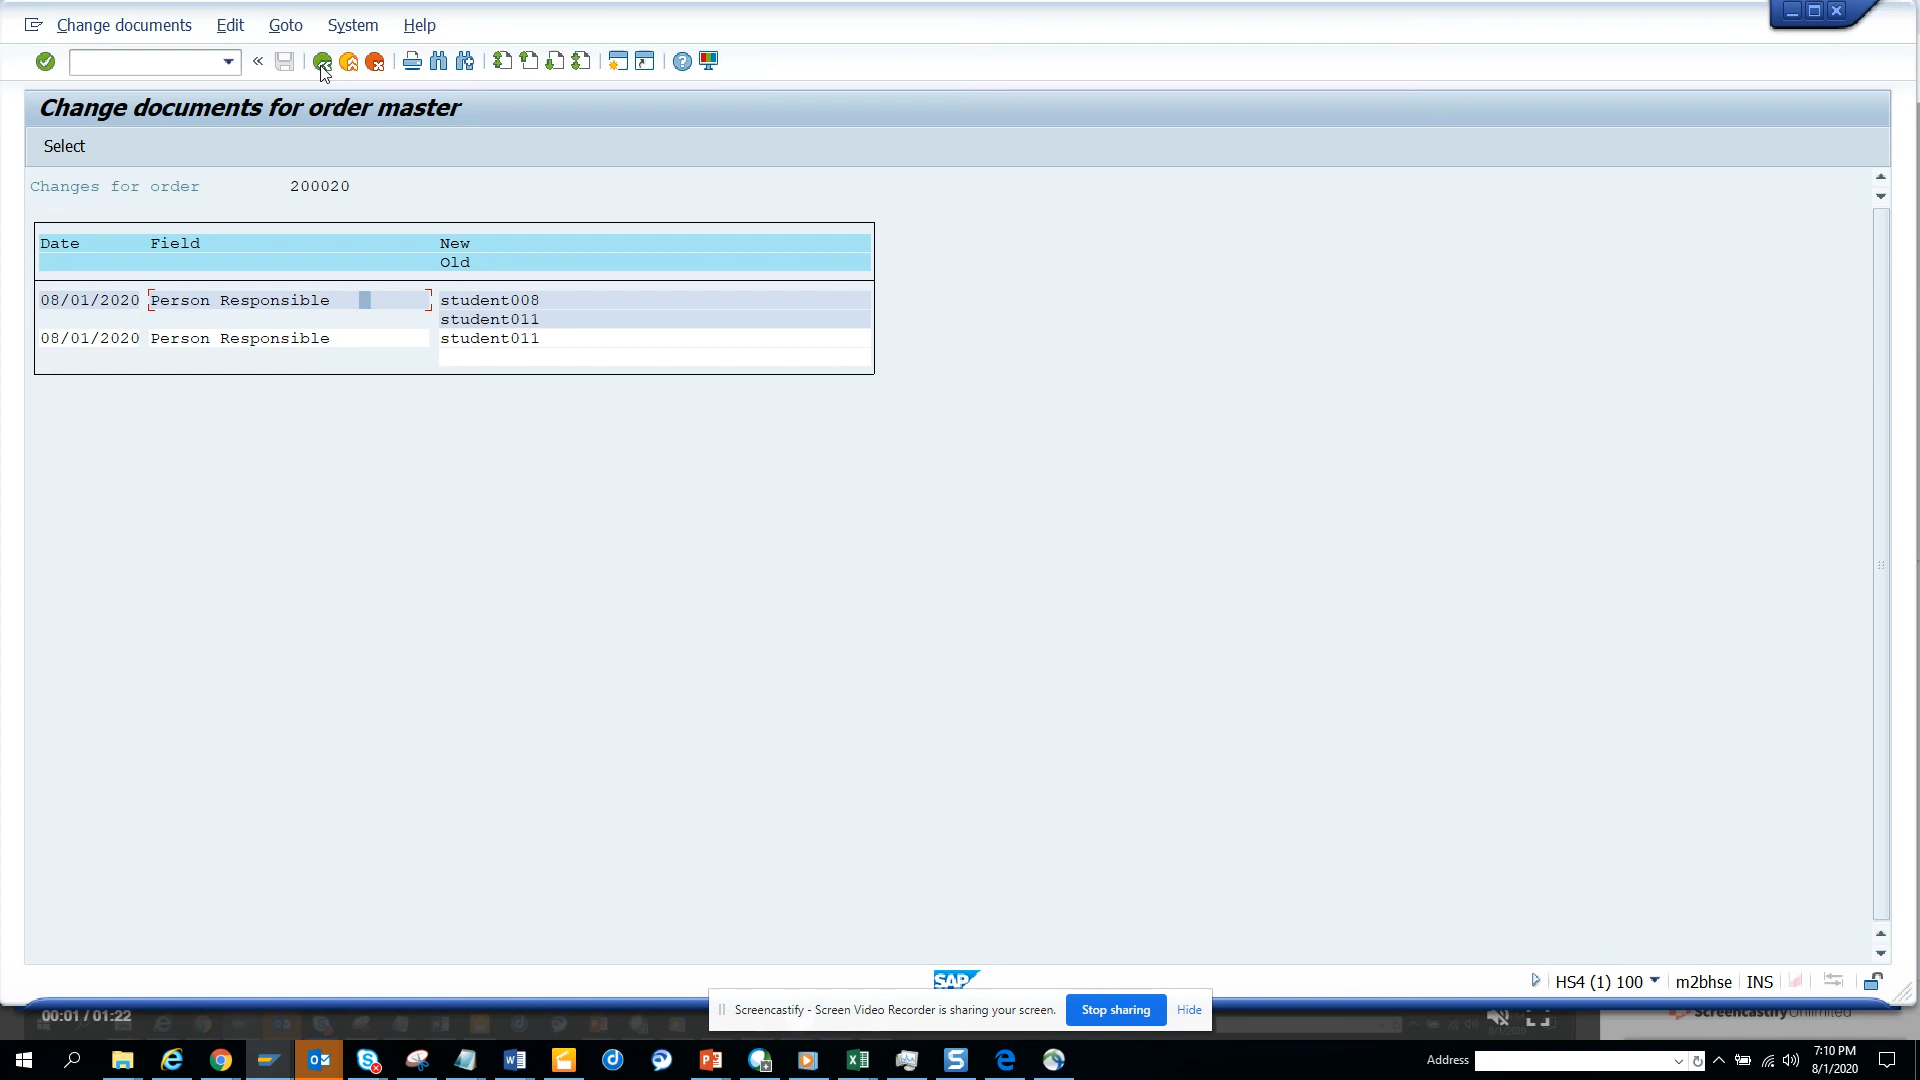 Change documents Edit Goto System Help
Change documents for order master
Select
Changes for order 200020
Date Field New
Old
08/01/2020 Person Responsible student008
student011
08/01/2020 Person Responsible student011
SAP
HS4 (1) 100 m2bhse INS
Screencastify - Screen Video Recorder is sharing your screen. Stop sharing Hide
00:01 / 01:22
Screencastify Unlimited
Address
7:10 PM
8/1/2020